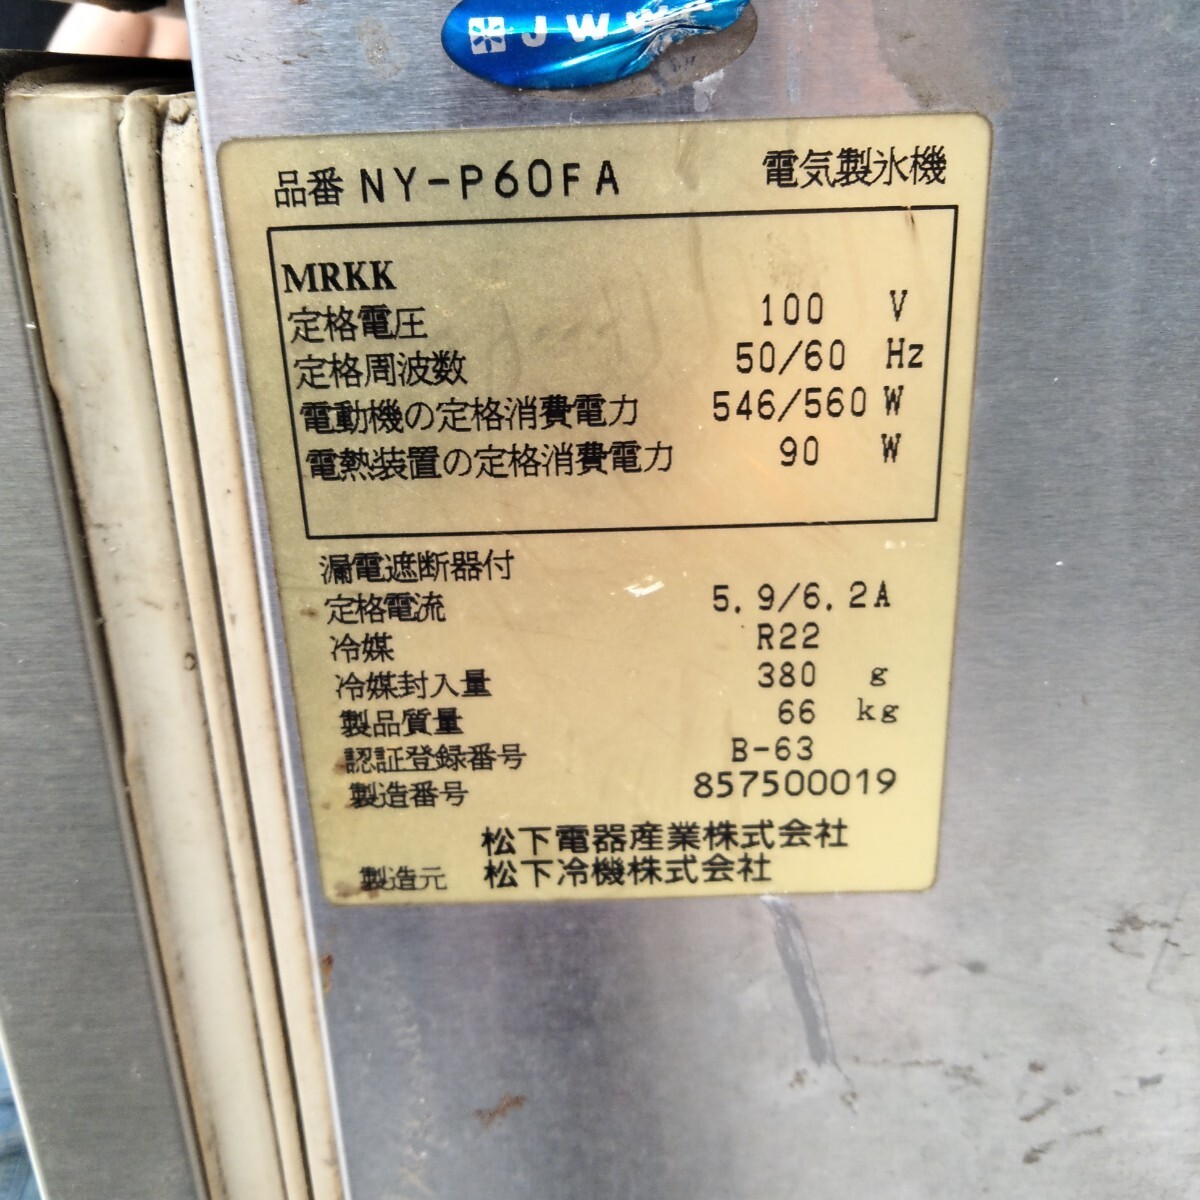 JWW
品番 NY-P60FA 電気製氷機
MRKK
定格電圧 100 V
定格周波数 50/60 Hz
電動機の定格消費電力 546/560 W
電熱装置の定格消費電力 90 W
漏電遮断器付
定格電流 5.9/6.2A
冷媒 R22
冷媒封入量 380 g
製品質量 66 kg
認証登録番号 B-63
製造番号 857500019
松下電器産業株式会社
製造元 松下冷機株式会社